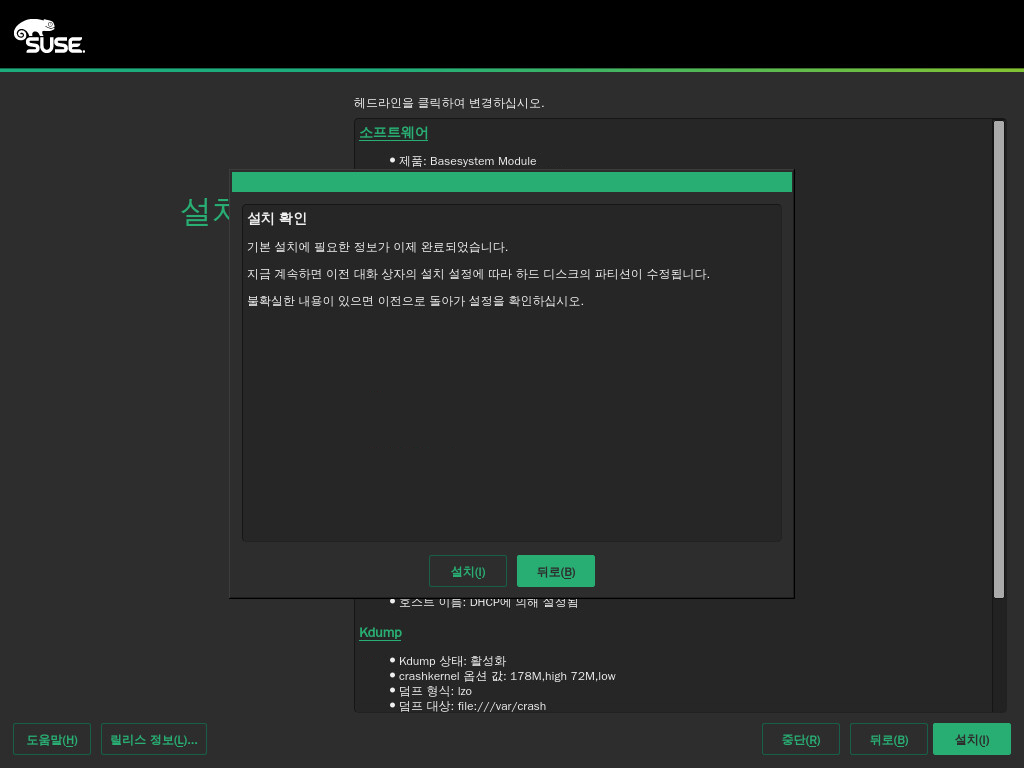 SUSE.
헤드라인을 클릭하여 변경하십시오.
소프트웨어
제품: Basesystem Module
설치 확인
기본 설치에 필요한 정보가 이제 완료되었습니다.
지금 계속하면 이전 대화 상자의 설치 설정에 따라 하드 디스크의 파티션이 수정됩니다.
불확실한 내용이 있으면 이전으로 돌아가 설정을 확인하십시오.
설치(I) 뒤로(B)
호스트 이름: DHCP에 의해 설정됨
Kdump
Kdump 상태: 활성화
crashkernel 옵션 값: 178M,high 72M,low
덤프 형식: lzo
덤프 대상: file:///var/crash
도움말(H) 릴리스 정보(L)... 중단(R) 뒤로(B) 설치(I)